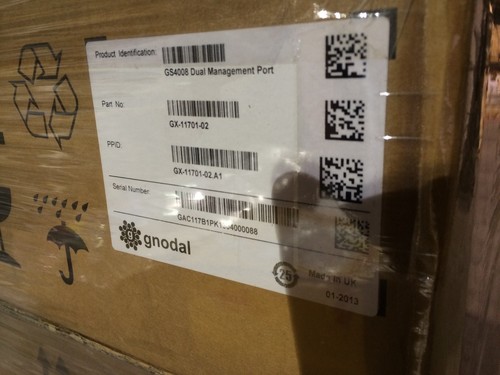 Product Identification:
GS4008 Dual Management Port
Part No:
GX-11701-02
PPID:
GX-11701-02.A1
Serial Number:
gnodal
25
Made in UK
01-2013